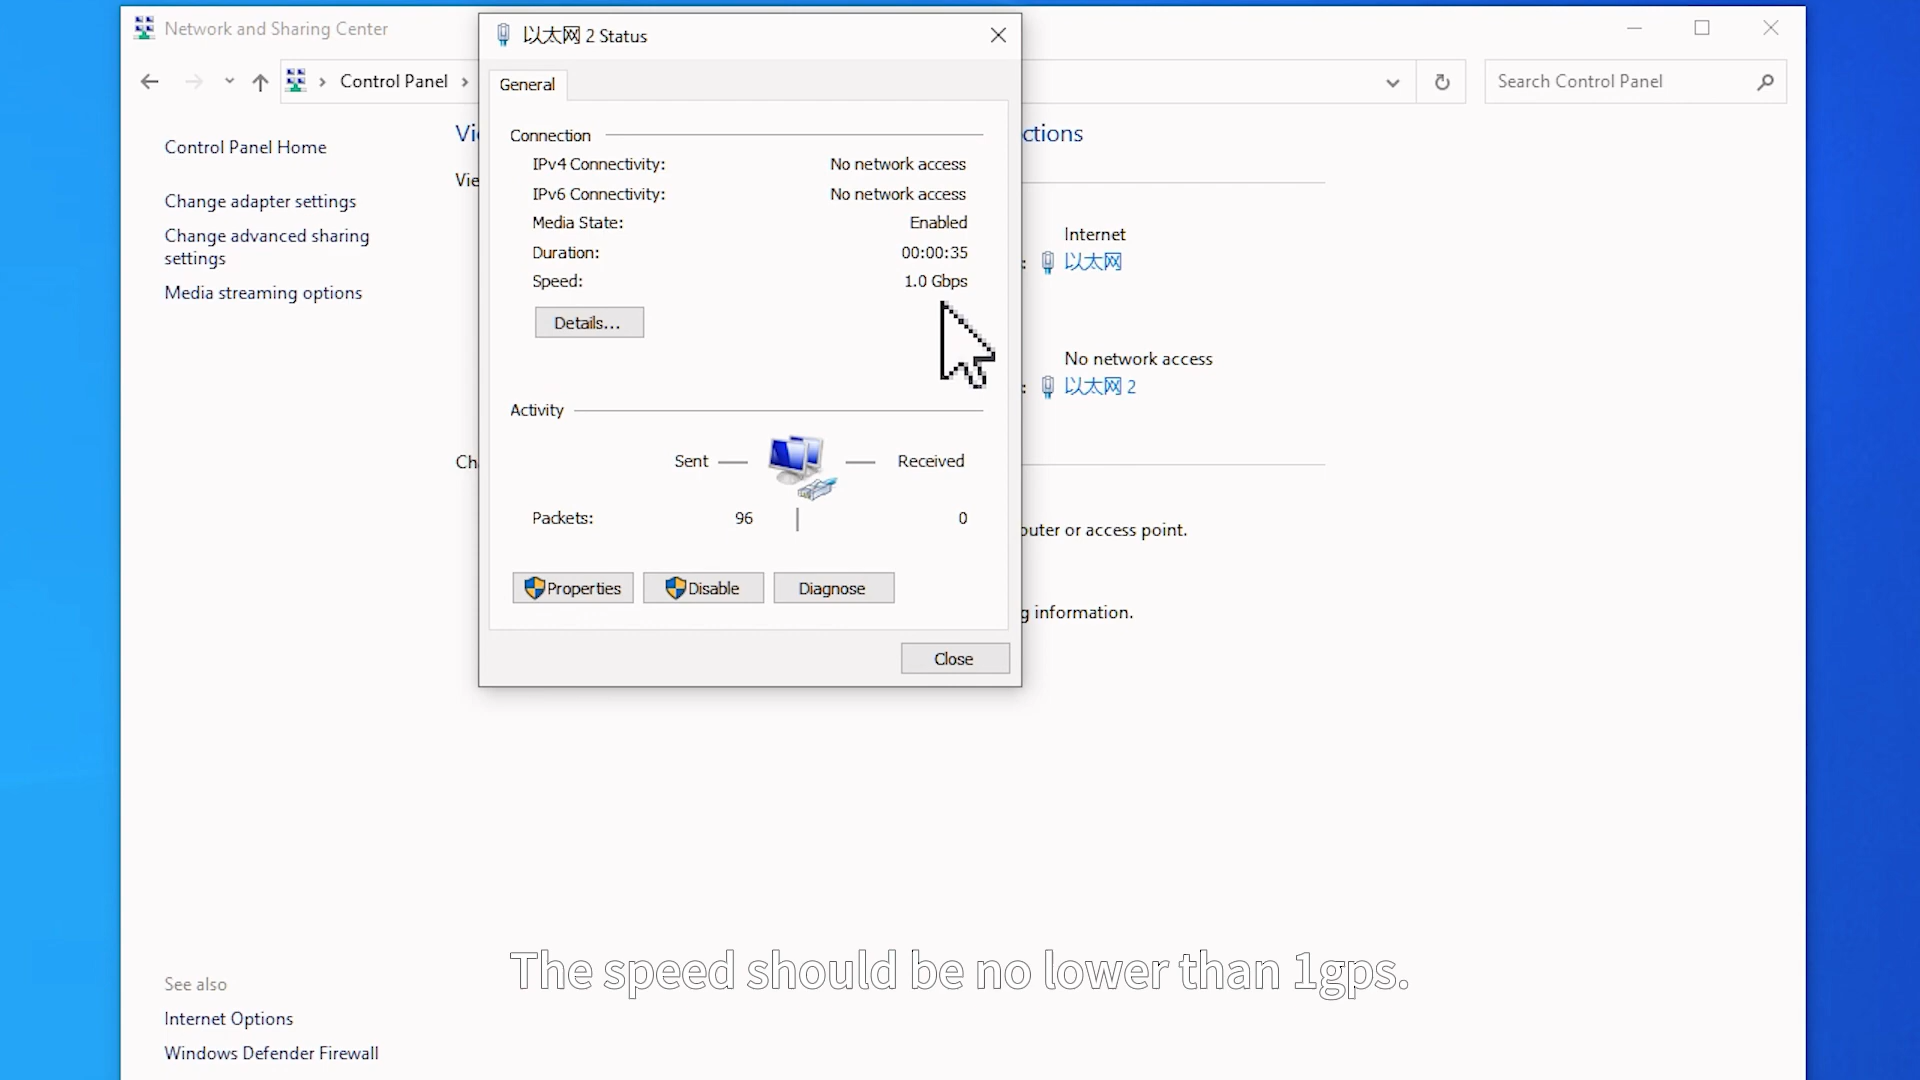 Network and Sharing Center
以太网 2 Status
Control Panel
Search Control Panel
General
Control Panel Home
Change adapter settings
Change advanced sharing
settings
Media streaming options
Vi
ctions
Vie
Connection
IPv4 Connectivity: No network access
IPv6 Connectivity: No network access
Media State: Enabled
Duration: 00:00:35
Speed: 1.0 Gbps
Details...
Internet
: 以太网
No network access
: 以太网 2
Activity
Sent
Received
Packets: 96 0
Ch
outer or access point.
g information.
Properties
Disable
Diagnose
Close
The speed should be no lower than 1gps.
See also
Internet Options
Windows Defender Firewall